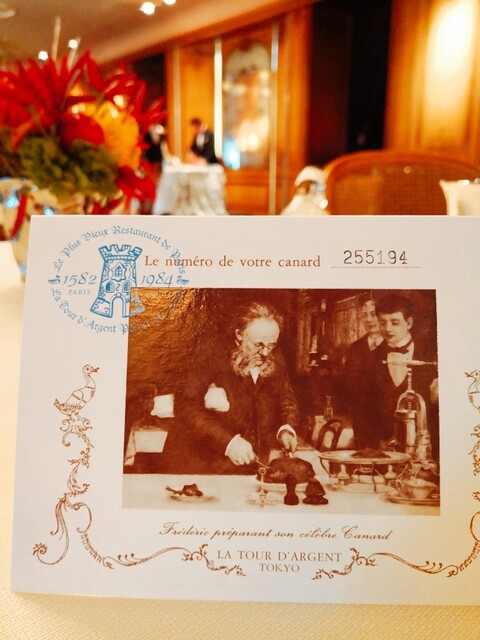 Le Plus Vieux Restaurant de Paris
1582 1984
PARIS
La Tour d'Argent
Le numéro de votre canard 255194
Frédéric préparant son célèbre Canard
LA TOUR D'ARGENT
TOKYO